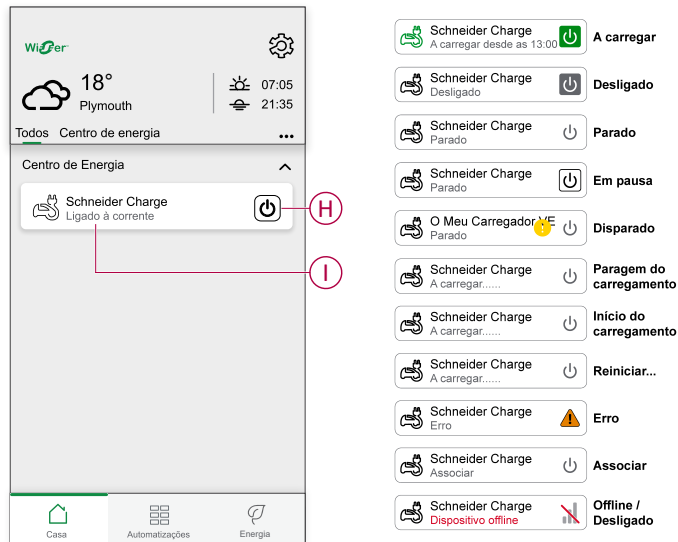 Wiser
18°
Plymouth
07:05
21:35
Todos Centro de energia
Centro de Energia
Schneider Charge
Ligado à corrente
H
I
Casa
Automatizações
Energia
Schneider Charge
A carregar desde as 13:00
A carregar
Schneider Charge
Desligado
Desligado
Schneider Charge
Parado
Parado
Schneider Charge
Parado
Em pausa
O Meu Carregador VE
Parado
Disparado
Schneider Charge
A carregar......
Paragem do
carregamento
Schneider Charge
A carregar......
Início do
carregamento
Schneider Charge
A carregar......
Reiniciar...
Schneider Charge
Erro
Erro
Schneider Charge
Associar
Associar
Schneider Charge
Dispositivo offline
Offline /
Desligado